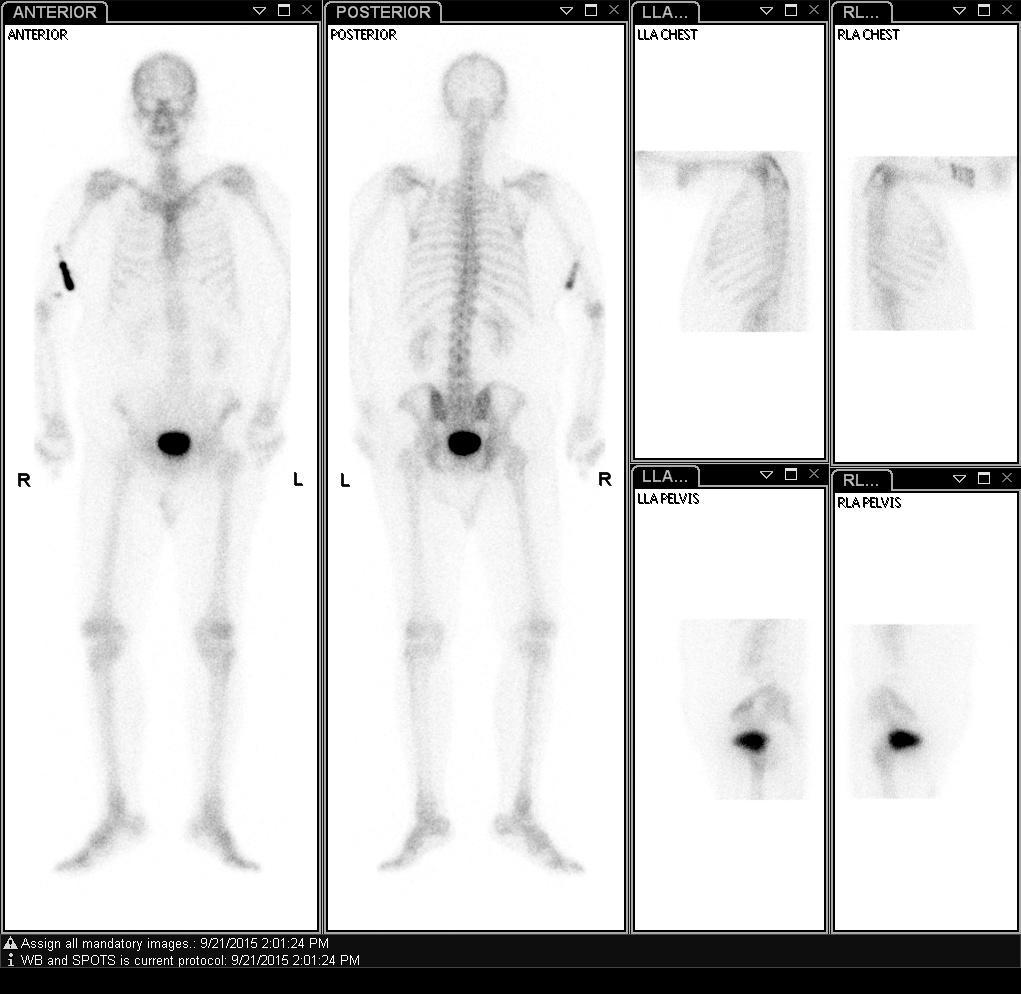 ANTERIOR
POSTERIOR
LLA...
RL...
ANTERIOR
POSTERIOR
LLA CHEST
RLA CHEST
R
L
L
R
LLA...
RL...
LLA PELVIS
RLA PELVIS
Assign all mandatory images.: 9/21/2015 2:01:24 PM
WB and SPOTS is current protocol: 9/21/2015 2:01:24 PM